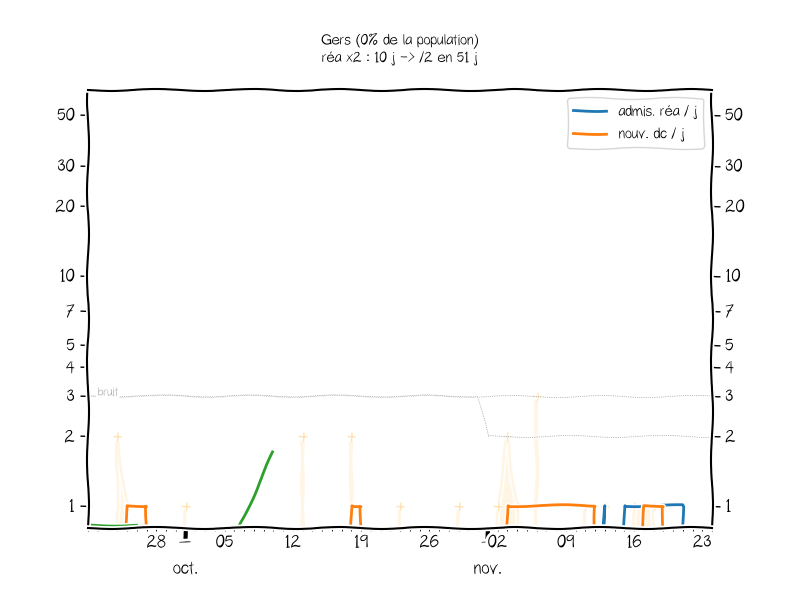 Gers (0% de la population)
réa x2 : 10 j -> /2 en 51 j
admis. réa / j
nouv. dc / j
50 50
30 30
20 20
10 10
7 7
5 5
4 4
bruit
3 3
2 2
1 1
28 05 12 19 26 02 09 16 23
oct. nov.